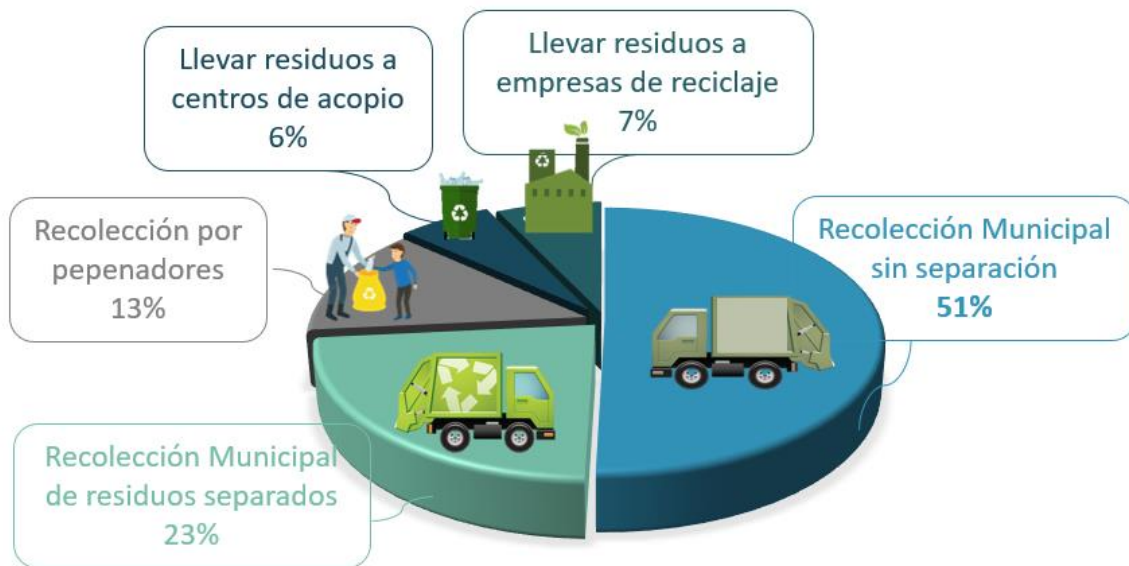 Llevar residuos a
centros de acopio
6%
Llevar residuos a
empresas de reciclaje
7%
Recolección por
pepenadores
13%
Recolección Municipal
sin separación
51%
Recolección Municipal
de residuos separados
23%